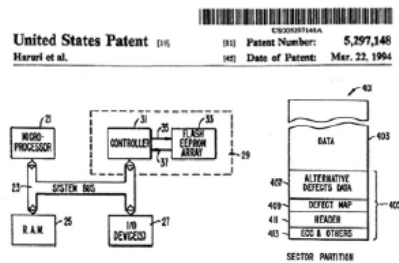 US005297148A
United States Patent [19]
[11] Patent Number: 5,297,148
Harari et al.
[45] Date of Patent: Mar. 22, 1994
21
MICRO-
PROCESSOR
31
CONTROLLER
35
37
33
FLASH
EEPROM
ARRAY
29
23
SYSTEM BUS
R.A.M.
25
I/O
DEVICE(S)
27
401
DATA
403
407
ALTERNATIVE
DEFECTS DATA
409
DEFECT MAP
405
411
HEADER
413
ECC & OTHERS
SECTOR PARTITION